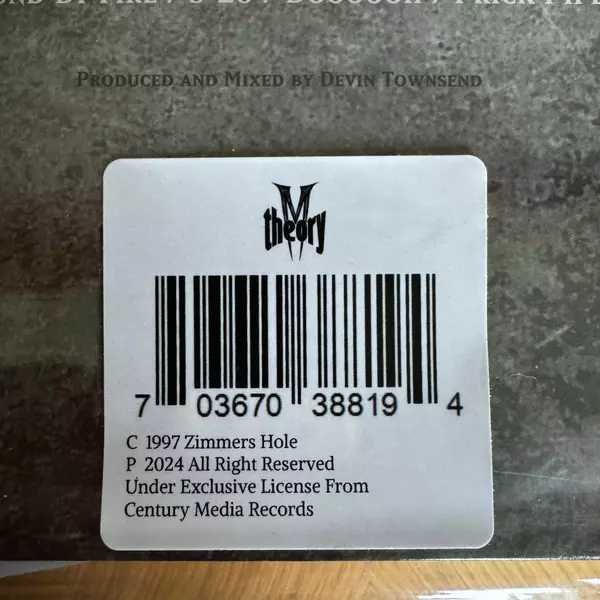 PRODUCED AND MIXED BY DEVIN TOWNSEND
M
theory
7 03670 38819 4
C 1997 Zimmers Hole
P 2024 All Right Reserved
Under Exclusive License From
Century Media Records